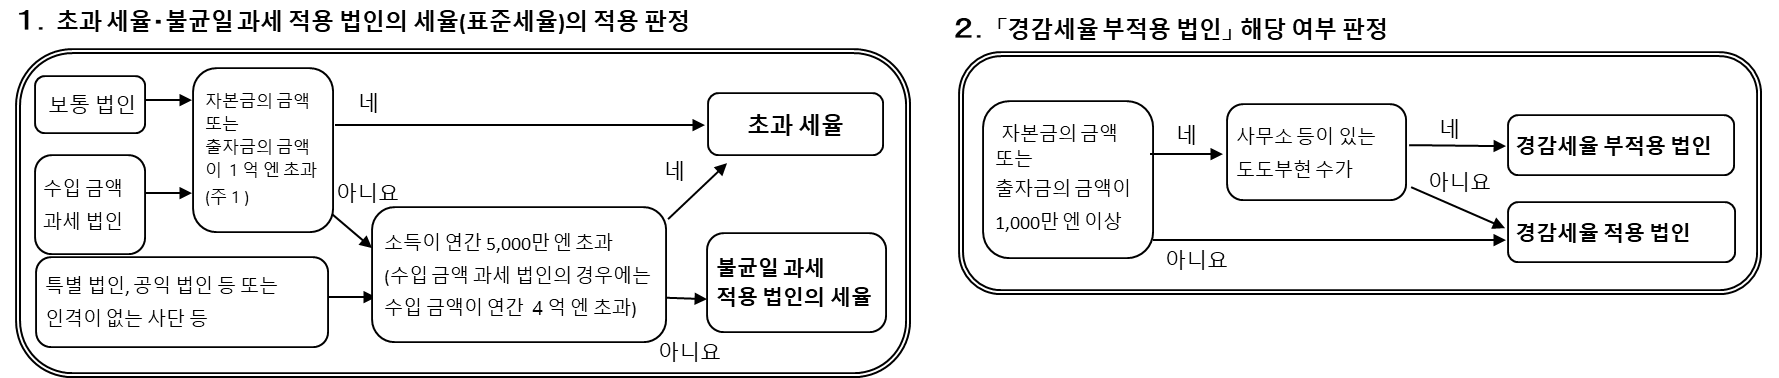 1. 초과 세율·불균일 과세 적용 법인의 세율(표준세율)의 적용 판정
보통 법인
수입 금액
과세 법인
특별 법인, 공익 법인 등 또는
인격이 없는 사단 등
자본금의 금액
또는
출자금의 금액
이 1 억 엔 초과
(주 1 )
네
아니요
소득이 연간 5,000만 엔 초과
(수입 금액 과세 법인의 경우에는
수입 금액이 연간 4 억 엔 초과)
네
아니요
초과 세율
불균일 과세
적용 법인의 세율
2. 「경감세율 부적용 법인」 해당 여부 판정
자본금의 금액
또는
출자금의 금액이
1,000만 엔 이상
네
아니요
사무소 등이 있는
도도부현 수가
네
아니요
경감세율 부적용 법인
경감세율 적용 법인